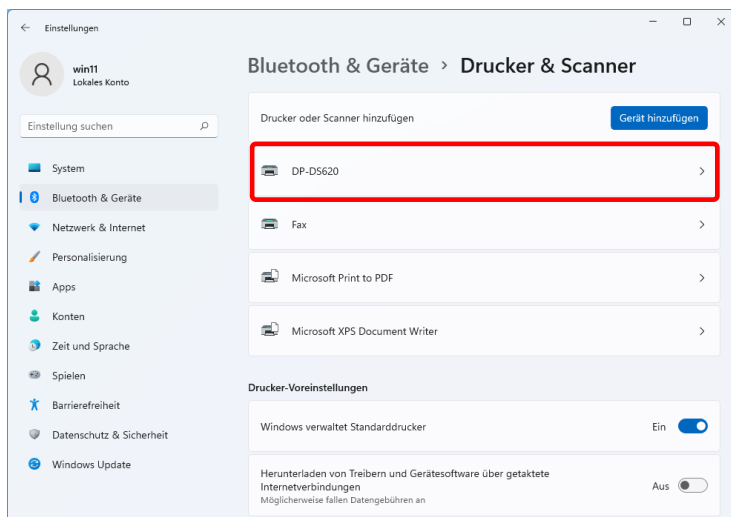 Einstellungen
win11
Lokales Konto
Einstellung suchen
System
Bluetooth & Geräte
Netzwerk & Internet
Personalisierung
Apps
Konten
Zeit und Sprache
Spielen
Barrierefreiheit
Datenschutz & Sicherheit
Windows Update
Bluetooth & Geräte > Drucker & Scanner
Drucker oder Scanner hinzufügen
Gerät hinzufügen
DP-DS620
Fax
Microsoft Print to PDF
Microsoft XPS Document Writer
Drucker-Voreinstellungen
Windows verwaltet Standarddrucker
Ein
Herunterladen von Treibern und Gerätesoftware über getaktete
Internetverbindungen
Möglicherweise fallen Datengebühren an
Aus